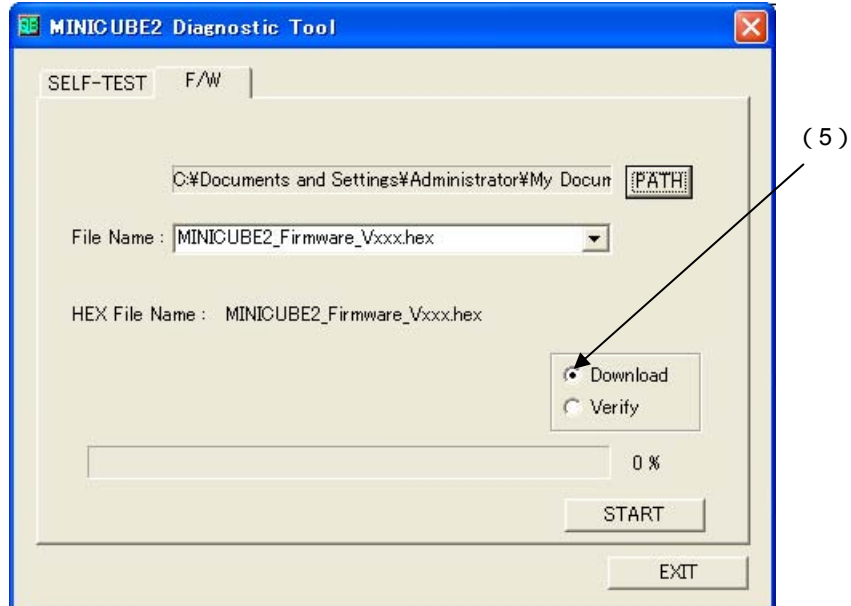 MINICUBE2 Diagnostic Tool
SELF-TEST
F/W
(5)
C:¥Documents and Settings¥Administrator¥My Docum
PATH
File Name : MINICUBE2_Firmware_Vxxx.hex
HEX File Name : MINICUBE2_Firmware_Vxxx.hex
Download
Verify
0 %
START
EXIT